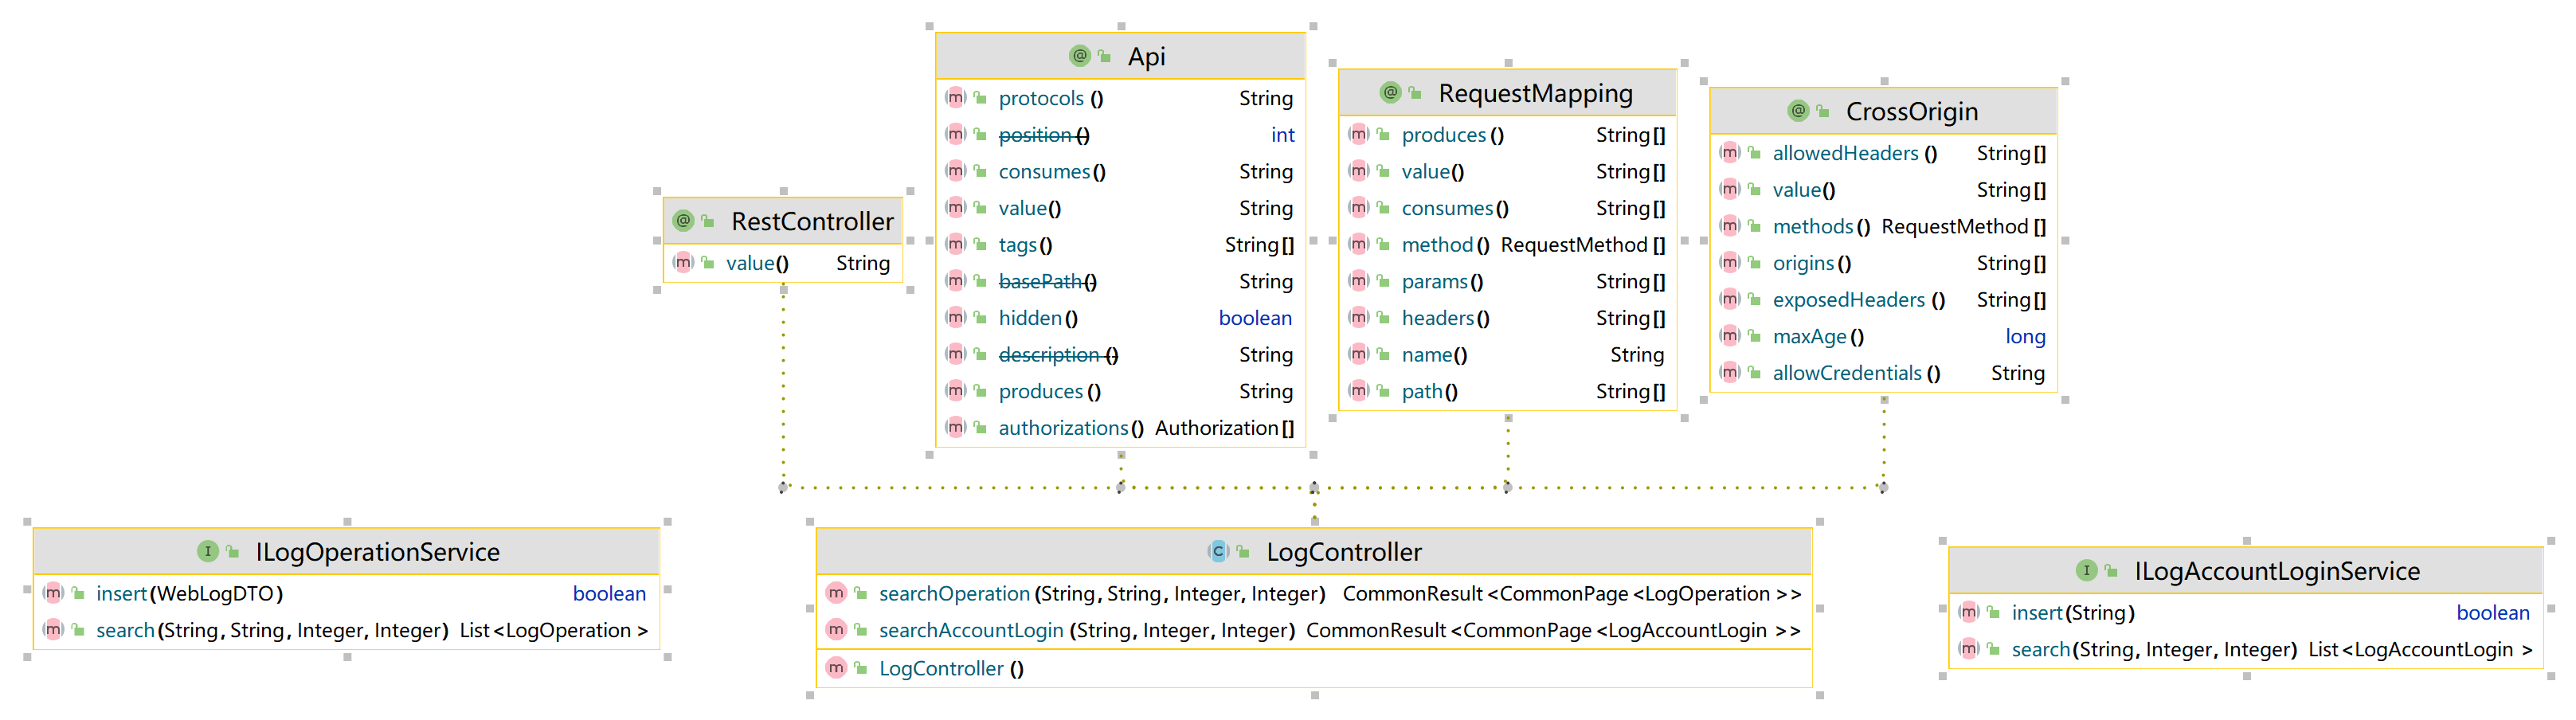 Api
protocols () String
position () int
consumes() String
value() String
tags() String[]
basePath() String
hidden() boolean
description () String
produces () String
authorizations() Authorization[]
RequestMapping
produces () String[]
value() String[]
consumes() String[]
method() RequestMethod []
params() String[]
headers() String[]
name() String
path() String[]
CrossOrigin
allowedHeaders () String[]
value() String[]
methods() RequestMethod []
origins() String[]
exposedHeaders () String[]
maxAge() long
allowCredentials () String
RestController
value() String
ILogOperationService
insert(WebLogDTO) boolean
search(String, String, Integer, Integer) List<LogOperation >
LogController
searchOperation (String, String, Integer, Integer) CommonResult <CommonPage <LogOperation >>
searchAccountLogin (String, Integer, Integer) CommonResult <CommonPage <LogAccountLogin >>
LogController ()
ILogAccountLoginService
insert(String) boolean
search(String, Integer, Integer) List<LogAccountLogin >